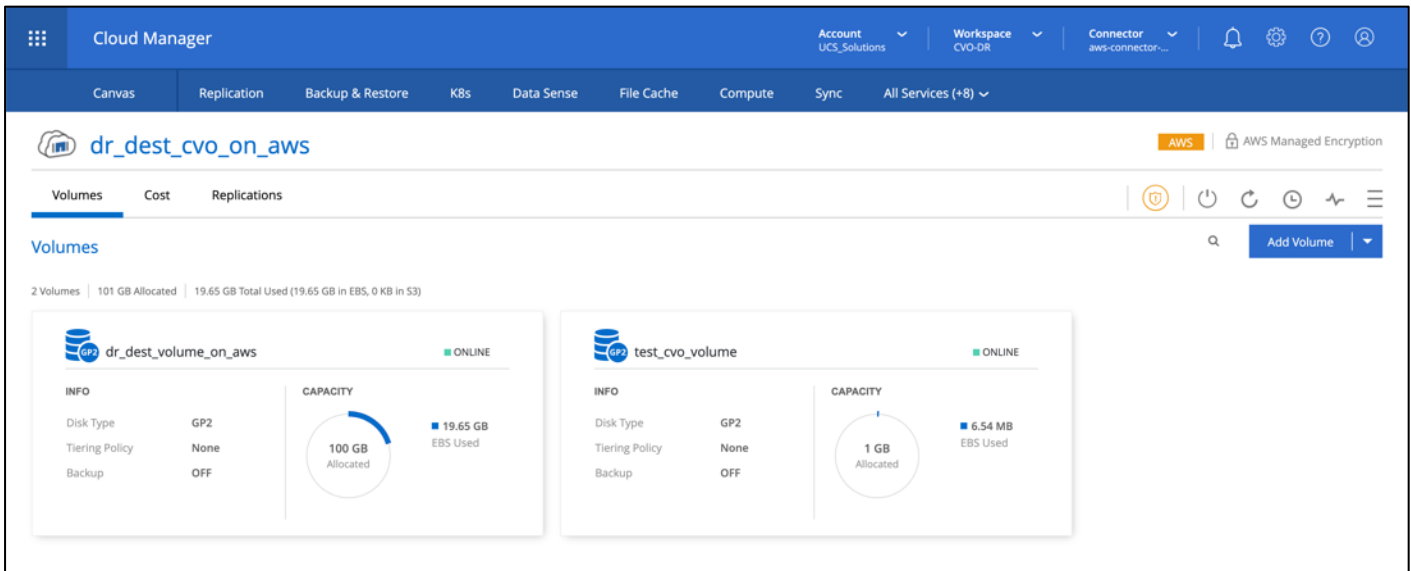 Cloud Manager
Account
UCS_Solutions
Workspace
CVO-DR
Connector
aws-connector-...
Canvas Replication Backup & Restore K8s Data Sense File Cache Compute Sync All Services (+8)
dr_dest_cvo_on_aws
AWS AWS Managed Encryption
Volumes Cost Replications
Volumes
Add Volume
2 Volumes 101 GB Allocated 19.65 GB Total Used (19.65 GB in EBS, 0 KB in S3)
GP2 dr_dest_volume_on_aws ONLINE
INFO
Disk Type GP2
Tiering Policy None
Backup OFF
CAPACITY
100 GB
Allocated
19.65 GB
EBS Used
GP2 test_cvo_volume ONLINE
INFO
Disk Type GP2
Tiering Policy None
Backup OFF
CAPACITY
1 GB
Allocated
6.54 MB
EBS Used